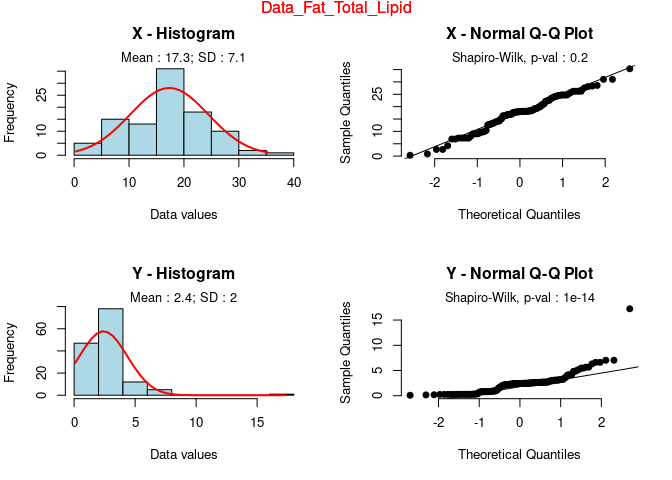 Data_Fat_Total_Lipid
X - Histogram
Mean : 17.3; SD : 7.1
Frequency
0 10 25
0 10 20 30 40
Data values
X - Normal Q-Q Plot
Shapiro-Wilk, p-val : 0.2
Sample Quantiles
0 10 25
-2 -1 0 1 2
Theoretical Quantiles
Y - Histogram
Mean : 2.4; SD : 2
Frequency
0 20 60
0 5 10 15
Data values
Y - Normal Q-Q Plot
Shapiro-Wilk, p-val : 1e-14
Sample Quantiles
0 5 10 15
-2 -1 0 1 2
Theoretical Quantiles